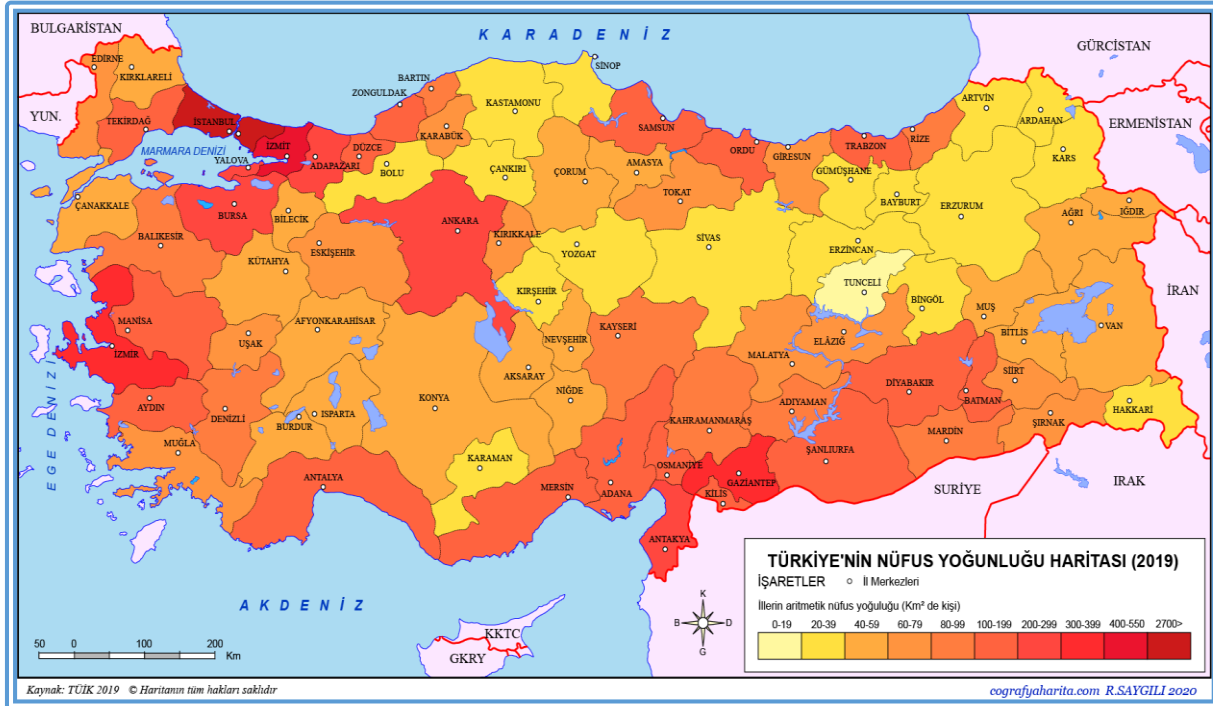 BULGARİSTAN
K A R A D E N İ Z
GÜRCİSTAN
SİNOP
EDİRNE
KIRKLARELİ
BARTIN
ZONGULDAK
KASTAMONU
ARTVİN
ARDAHAN
YUN.
TEKİRDAĞ
İSTANBUL
KARABÜK
SAMSUN
ERMENİSTAN
MARMARA DENİZİ
İZMİT
DÜZCE
ORDU
TRABZON
RİZE
YALOVA
ADAPAZARI
BOLU
ÇANKIRI
ÇORUM
AMASYA
GİRESUN
GÜMÜŞHANE
KARS
ÇANAKKALE
BURSA
BİLECİK
TOKAT
BAYBURT
ERZURUM
AĞRI
IĞDIR
BALIKESİR
ESKİŞEHİR
ANKARA
KIRIKKALE
YOZGAT
SİVAS
ERZİNCAN
KÜTAHYA
KIRŞEHİR
TUNCELİ
BİNGÖL
MUŞ
İRAN
MANİSA
AFYONKARAHİSAR
UŞAK
NEVŞEHİR
KAYSERİ
ELÂZIĞ
BİTLİS
VAN
İZMİR
MALATYA
AKSARAY
SİİRT
EGE DENİZİ
AYDIN
DENİZLİ
BURDUR
ISPARTA
KONYA
NİĞDE
ADIYAMAN
DİYABAKIR
BATMAN
HAKKARİ
MUĞLA
KAHRAMANMARAŞ
MARDİN
ŞIRNAK
KARAMAN
ANTALYA
MERSİN
ADANA
OSMANİYE
GAZİANTEP
KİLİS
ŞANLIURFA
SURİYE
IRAK
ANTAKYA
A K D E N İ Z
KKTC
GKRY
K
B
D
G
50 0 100 200
Km
TÜRKİYE'NİN NÜFUS YOĞUNLUĞU HARİTASI (2019)
İŞARETLER İl Merkezleri
İllerin aritmetik nüfus yoğuluğu (Km² de kişi)
0-19 20-39 40-59 60-79 80-99 100-199 200-299 300-399 400-550 2700>
Kaynak: TÜİK 2019 © Haritanın tüm hakları saklıdır
cografyaharita.com R.SAYGILI 2020